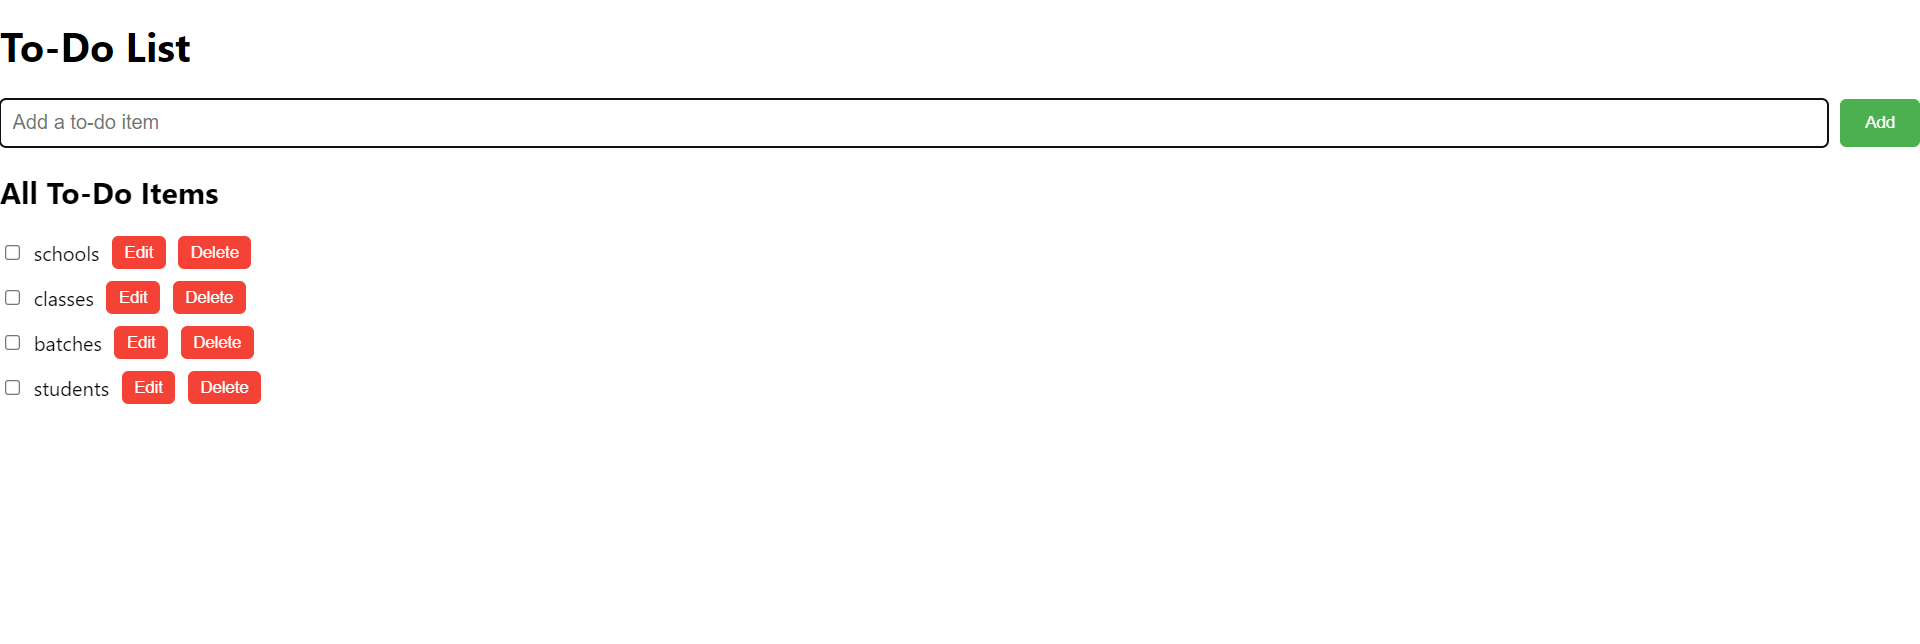 To-Do List
Add a to-do item Add
All To-Do Items
schools Edit Delete
classes Edit Delete
batches Edit Delete
students Edit Delete